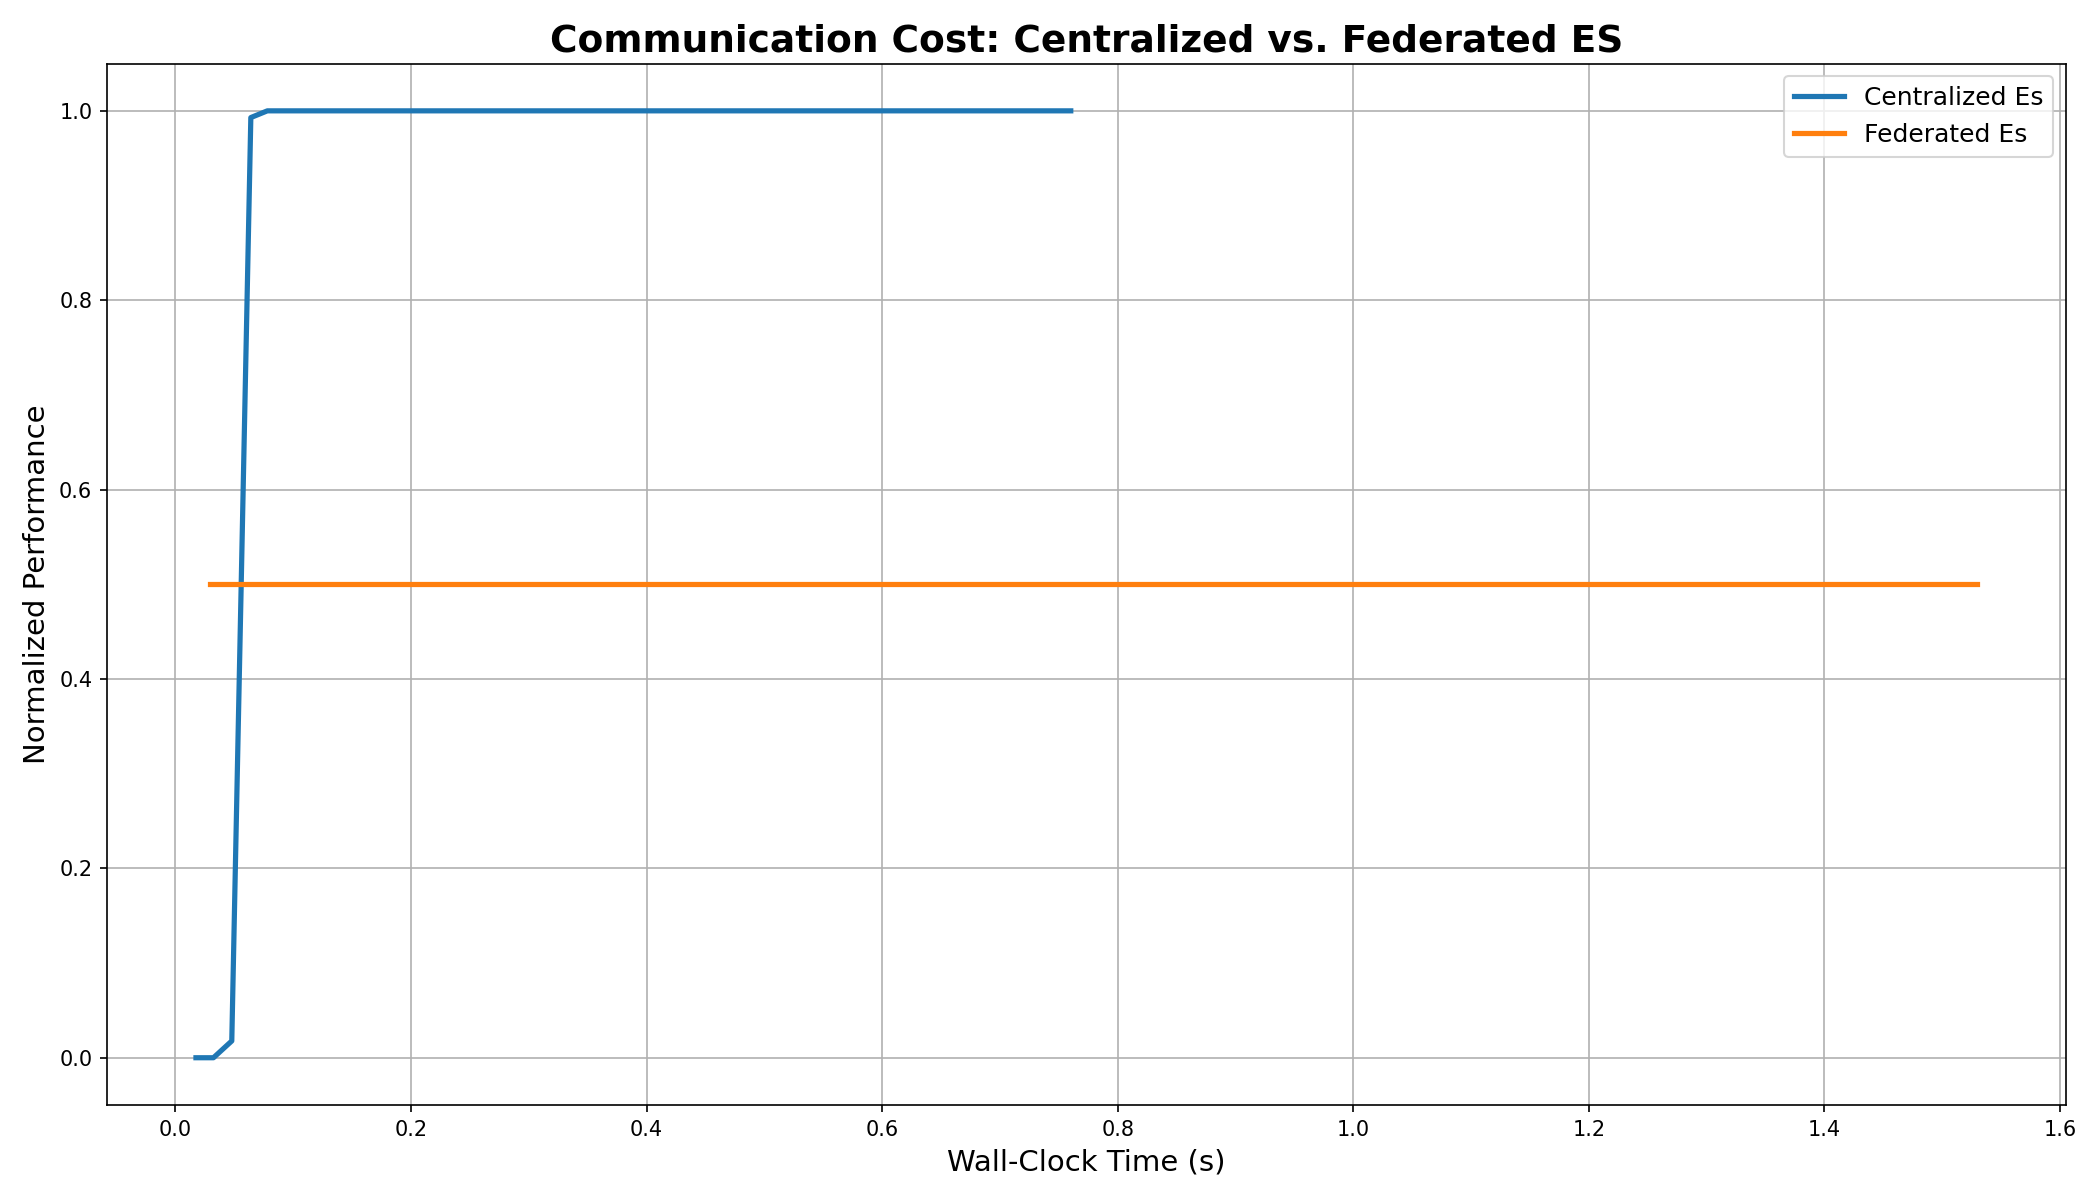 Communication Cost: Centralized vs. Federated ES
Centralized Es
Federated Es
1.0
0.8
0.6
0.4
0.2
0.0
Normalized Performance
0.0 0.2 0.4 0.6 0.8 1.0 1.2 1.4 1.6
Wall-Clock Time (s)